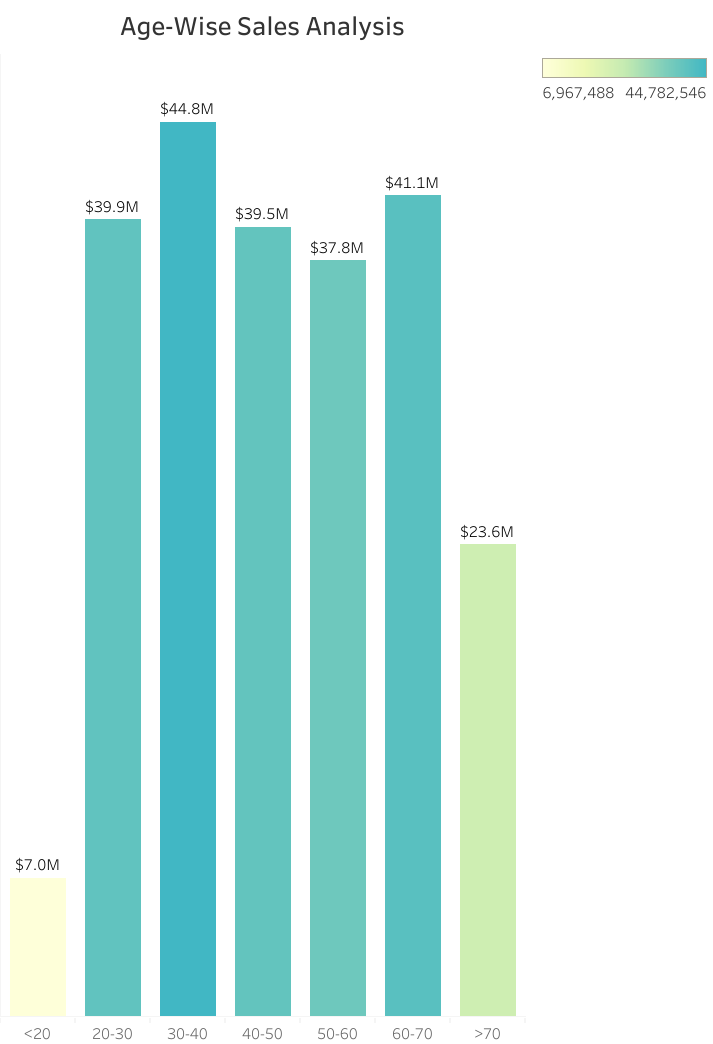 Age-Wise Sales Analysis
6,967,488 44,782,546
$44.8M
$41.1M
$39.9M
$39.5M
$37.8M
$23.6M
$7.0M
<20 20-30 30-40 40-50 50-60 60-70 >70